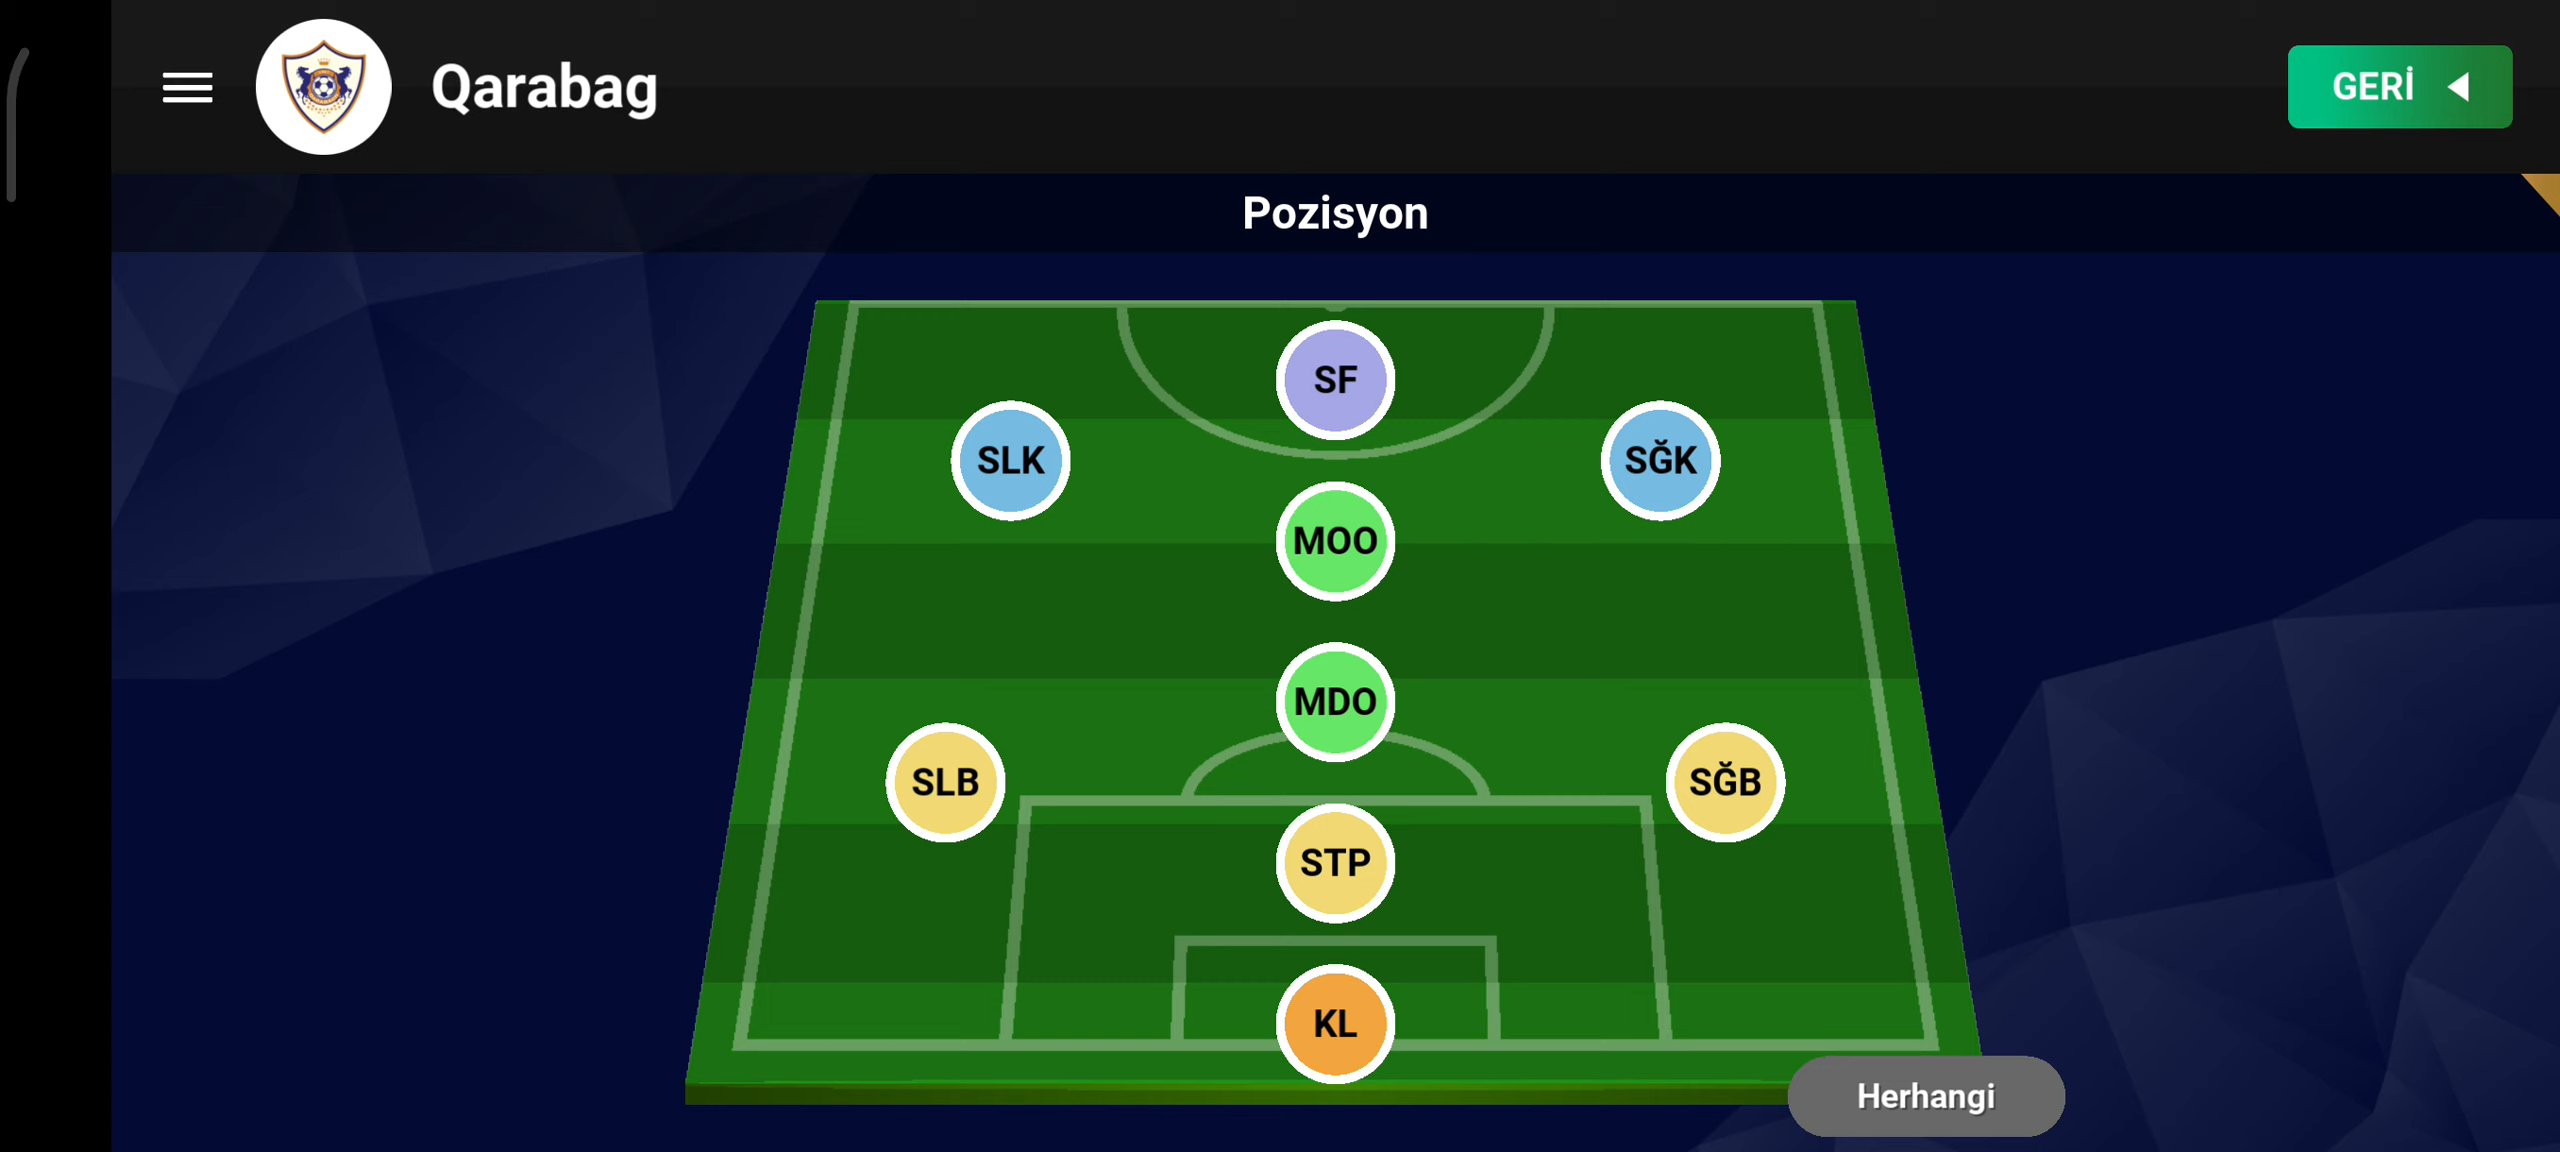 Qarabag
GERİ
Pozisyon
SF
SLK
SĞK
MOO
MDO
SLB
SĞB
STP
KL
Herhangi